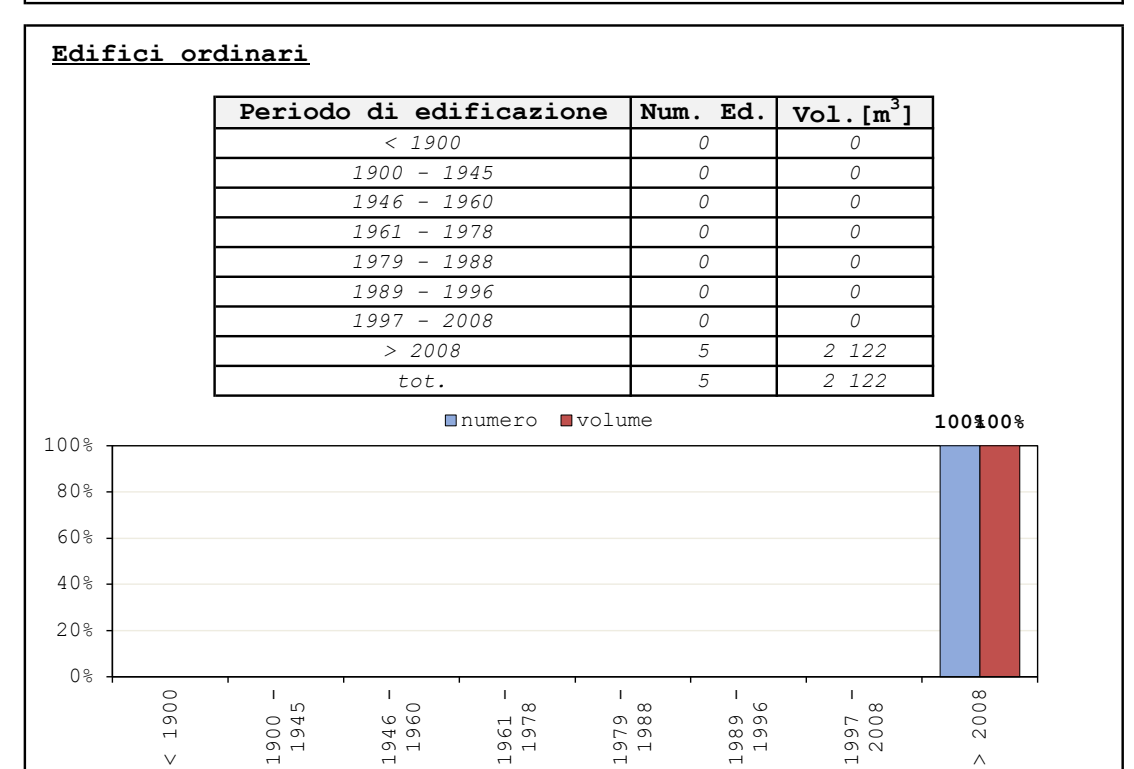 Edifici ordinari
Periodo di edificazione Num. Ed. Vol.[m³]
< 1900 0 0
1900 – 1945 0 0
1946 – 1960 0 0
1961 – 1978 0 0
1979 – 1988 0 0
1989 – 1996 0 0
1997 – 2008 0 0
> 2008 5 2 122
tot. 5 2 122
numero volume
100% 100%
100%
80%
60%
40%
20%
0%
< 1900
1900 –
1945
1946 –
1960
1961 –
1978
1979 –
1988
1989 –
1996
1997 –
2008
> 2008